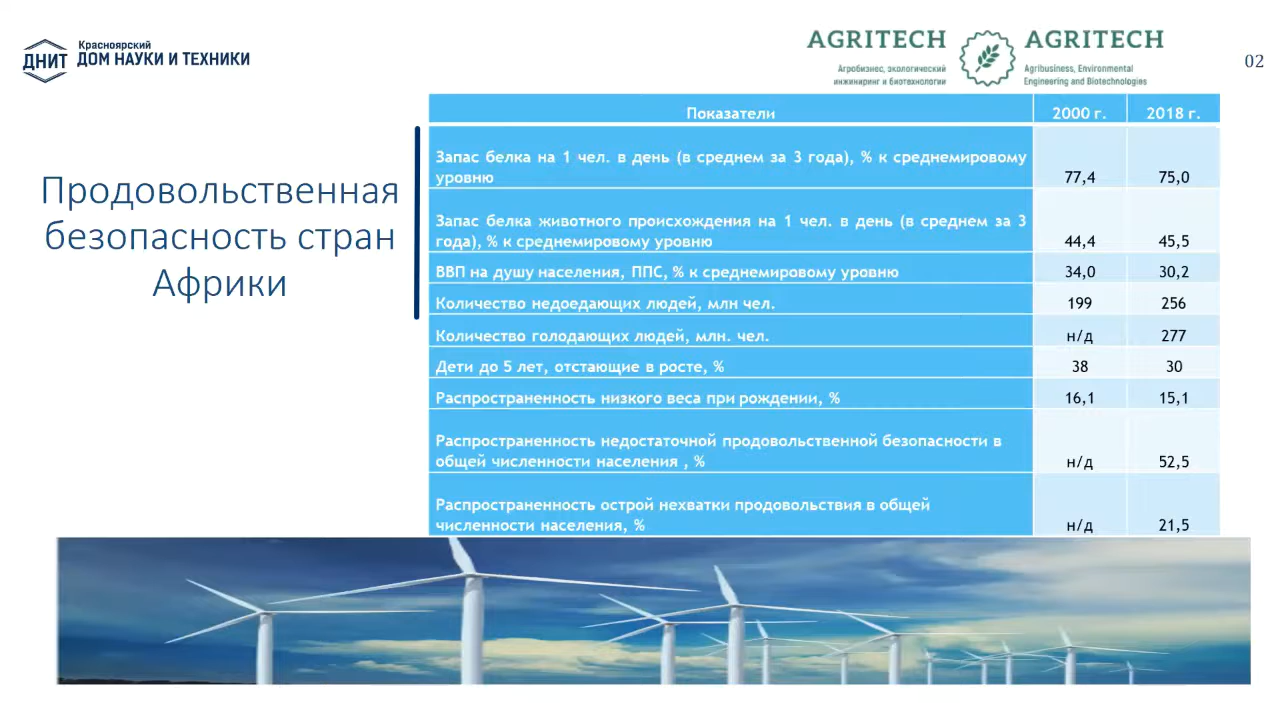 Красноярский
ДНИТ ДОМ НАУКИ И ТЕХНИКИ
AGRITECH
Агробизнес, экологический
инжиниринг и биотехнологии
AGRITECH
Agribusiness, Environmental
Engineering and Biotechnologies
02
Продовольственная
безопасность стран
Африки
Показатели 2000 г. 2018 г.
Запас белка на 1 чел. в день (в среднем за 3 года), % к среднемировому
уровню 77,4 75,0
Запас белка животного происхождения на 1 чел. в день (в среднем за 3
года), % к среднемировому уровню 44,4 45,5
ВВП на душу населения, ППС, % к среднемировому уровню 34,0 30,2
Количество недоедающих людей, млн чел. 199 256
Количество голодающих людей, млн. чел. н/д 277
Дети до 5 лет, отстающие в росте, % 38 30
Распространенность низкого веса при рождении, % 16,1 15,1
Распространенность недостаточной продовольственной безопасности в
общей численности населения , % н/д 52,5
Распространенность острой нехватки продовольствия в общей
численности населения, % н/д 21,5